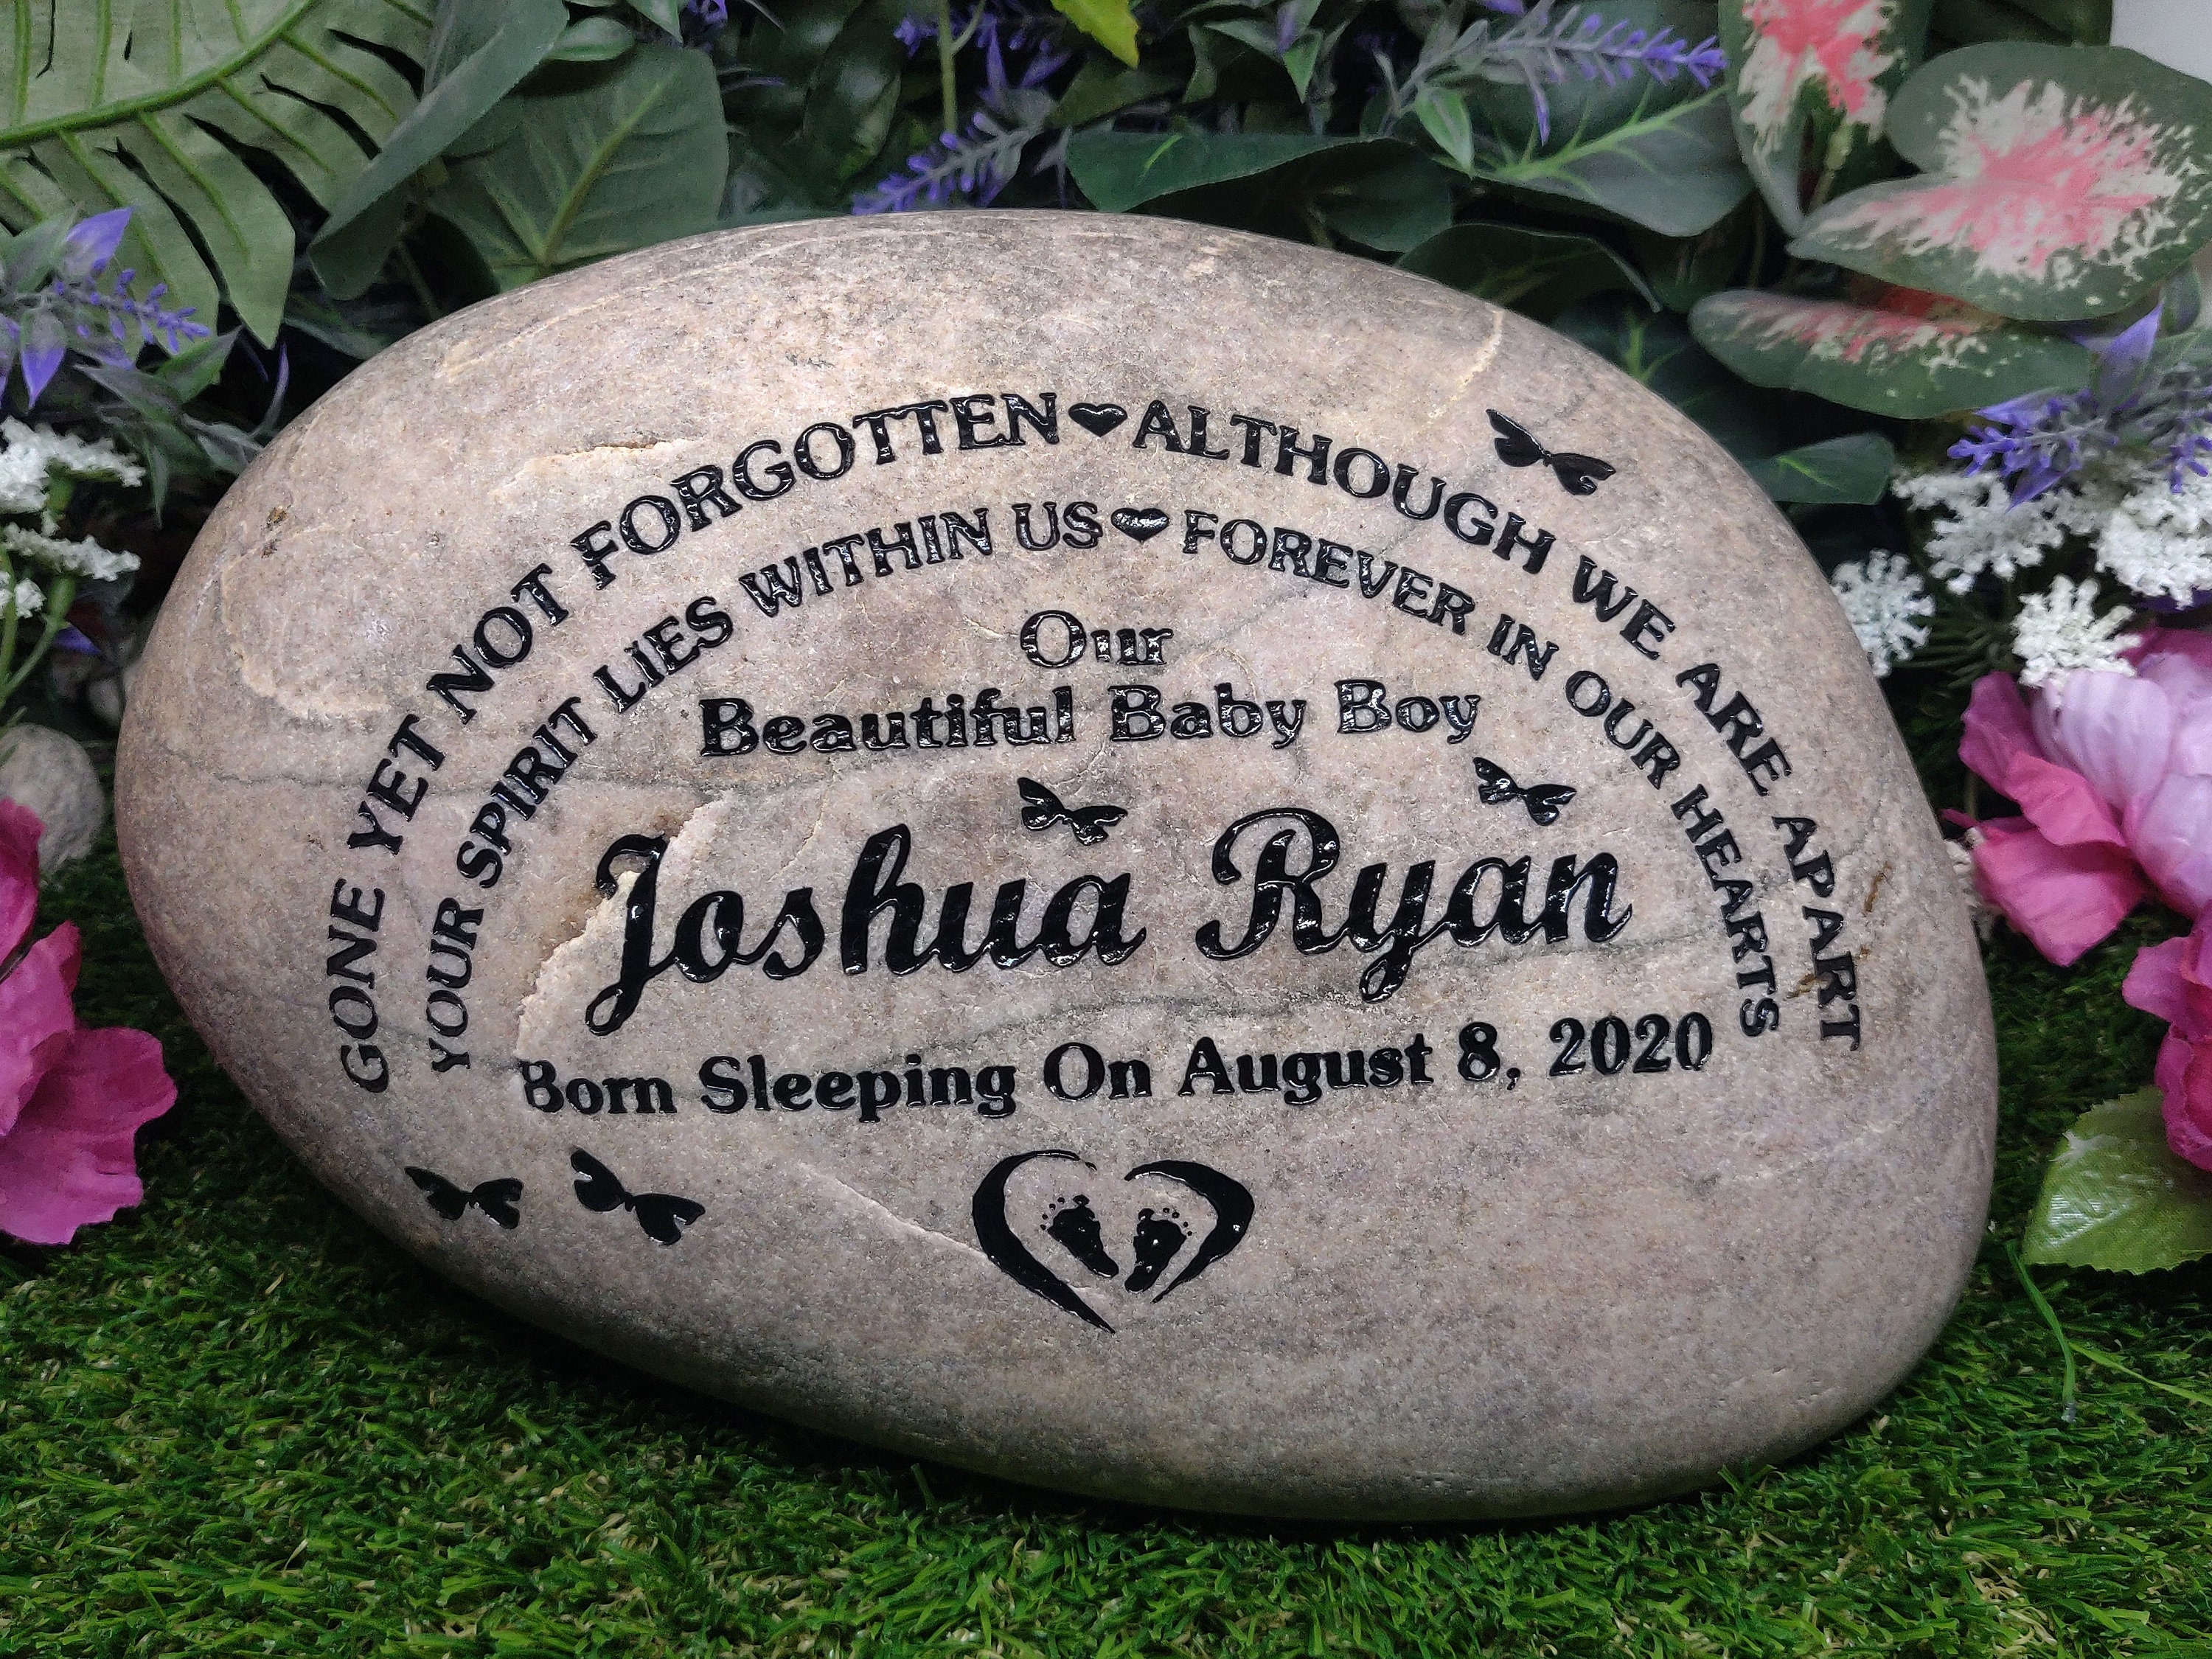 GONE YET NOT FORGOTTEN ♥ ALTHOUGH WE ARE APART
YOUR SPIRIT LIES WITHIN US ♥ FOREVER IN OUR HEARTS
Our
Beautiful Baby Boy
Joshua Ryan
Born Sleeping On August 8, 2020